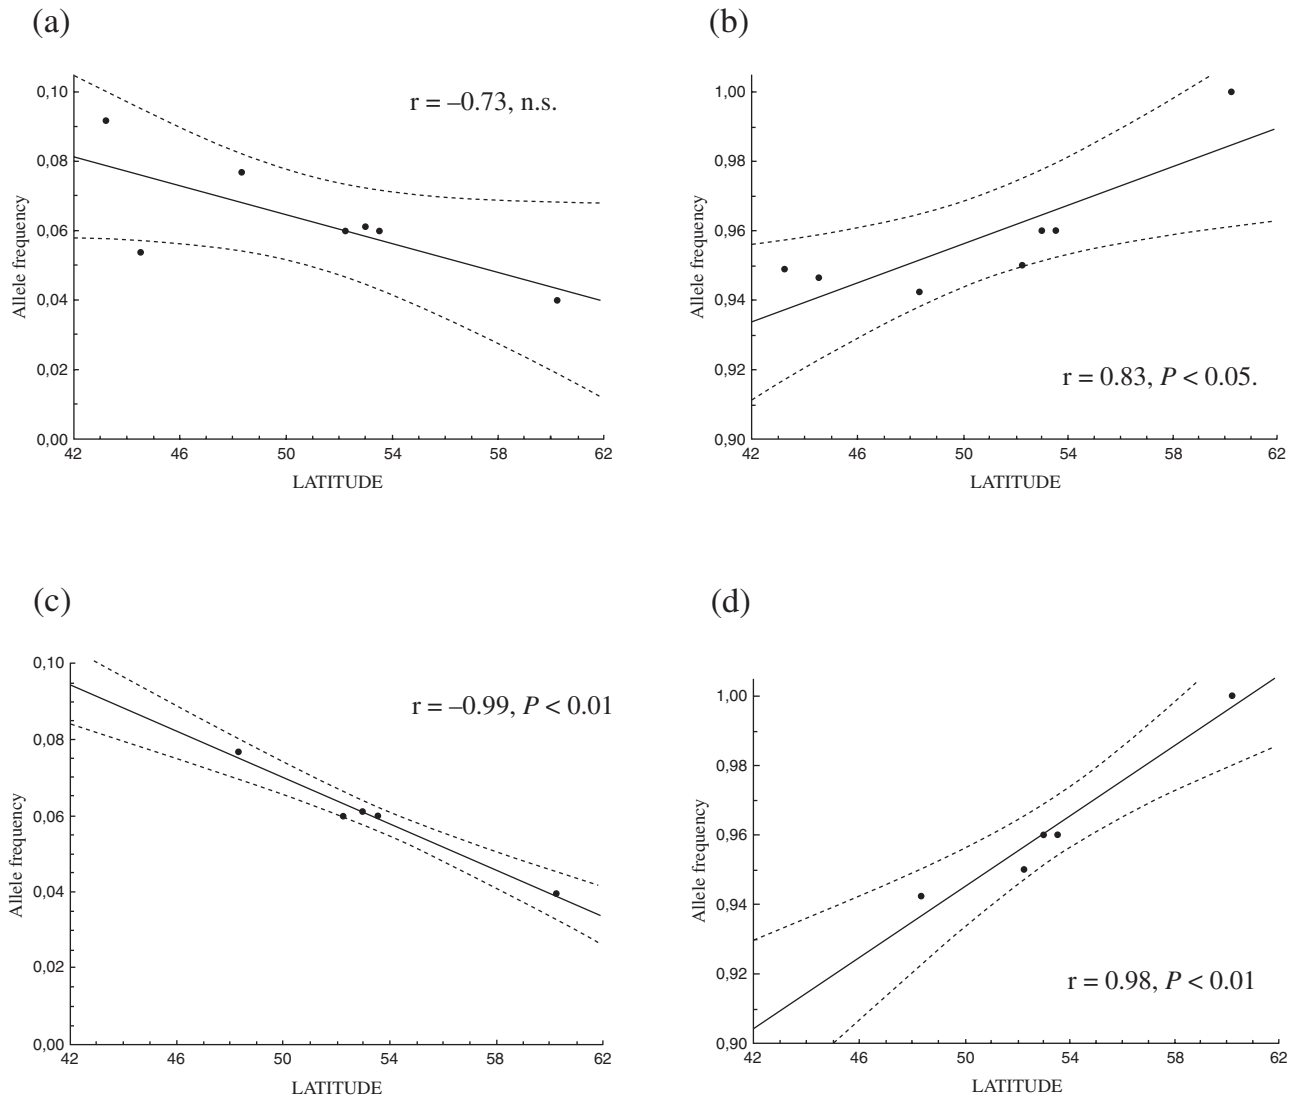 (a)
r = –0.73, n.s.
0,10
0,08
0,06
0,04
0,02
0,00
Allele frequency
42 46 50 54 58 62
LATITUDE
(b)
1,00
0,98
0,96
0,94
0,92
0,90
Allele frequency
r = 0.83, P < 0.05.
42 46 50 54 58 62
LATITUDE
(c)
0,10
0,08
0,06
0,04
0,02
0,00
Allele frequency
r = –0.99, P < 0.01
42 46 50 54 58 62
LATITUDE
(d)
1,00
0,98
0,96
0,94
0,92
0,90
Allele frequency
r = 0.98, P < 0.01
42 46 50 54 58 62
LATITUDE